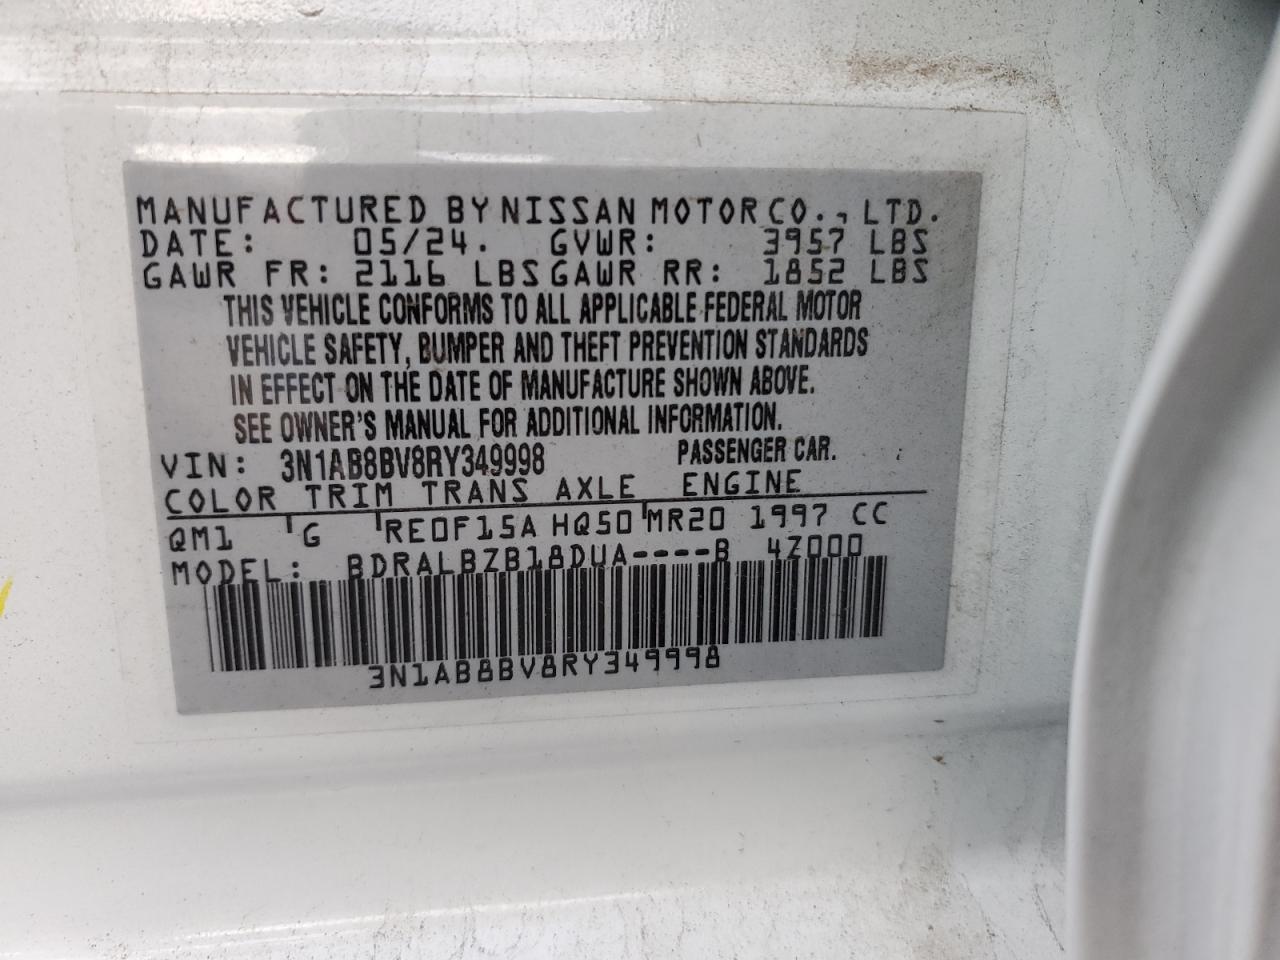 MANUFACTURED BY NISSAN MOTOR CO., LTD.
DATE: 05/24. GVWR: 3957 LBS
GAWR FR: 2116 LBS GAWR RR: 1852 LBS
THIS VEHICLE CONFORMS TO ALL APPLICABLE FEDERAL MOTOR
VEHICLE SAFETY, BUMPER AND THEFT PREVENTION STANDARDS
IN EFFECT ON THE DATE OF MANUFACTURE SHOWN ABOVE.
SEE OWNER'S MANUAL FOR ADDITIONAL INFORMATION.
VIN: 3N1AB8BV8RY349998 PASSENGER CAR.
COLOR TRIM TRANS AXLE ENGINE
QM1 G RE0F15A HQ50 MR20 1997 CC
MODEL: BDRALBZB18DUA----B 4Z000
3N1AB8BV8RY349998